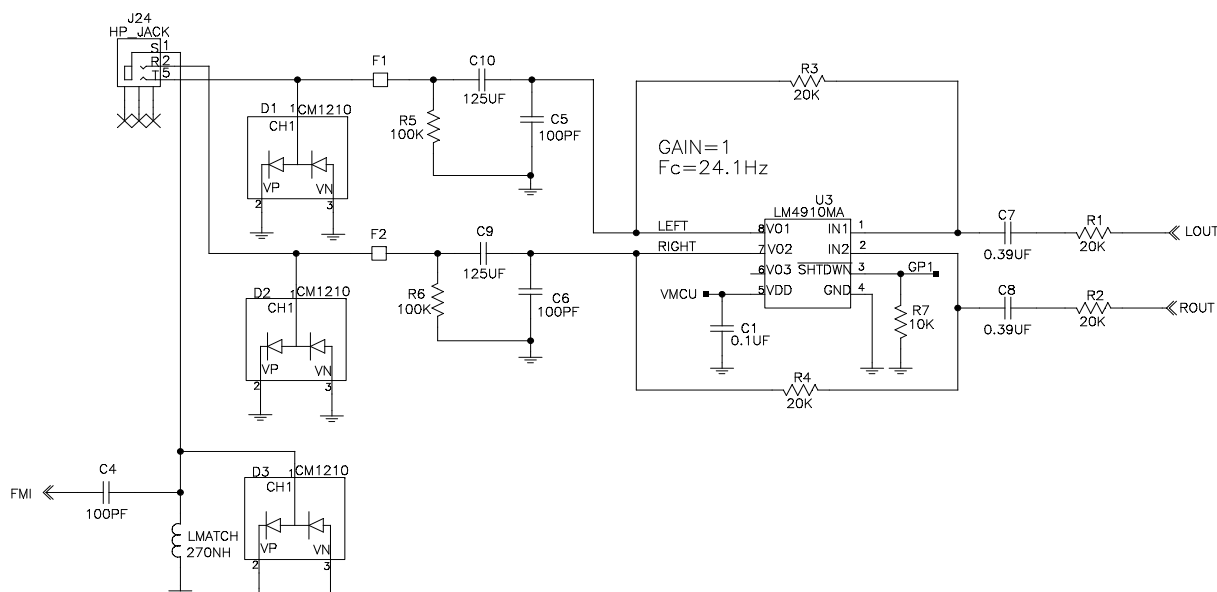 J24
HP_JACK
S 1
R 2
T 5
F1
C10
125UF
R3
20K
D1 1 CM1210
CH1
VP VN
2 3
R5
100K
C5
100PF
GAIN=1
Fc=24.1Hz
U3
LM4910MA
LEFT 8 VO1 IN1 1
RIGHT 7 VO2 IN2 2
6 VO3 SHTDWN 3 GP1
VMCU 5 VDD GND 4
C7
0.39UF
R1
20K
LOUT
F2
C9
125UF
D2 1 CM1210
CH1
VP VN
2 3
R6
100K
C6
100PF
C1
0.1UF
R7
10K
C8
0.39UF
R2
20K
ROUT
R4
20K
FMI
C4
100PF
LMATCH
270NH
D3 1 CM1210
CH1
VP VN
2 3